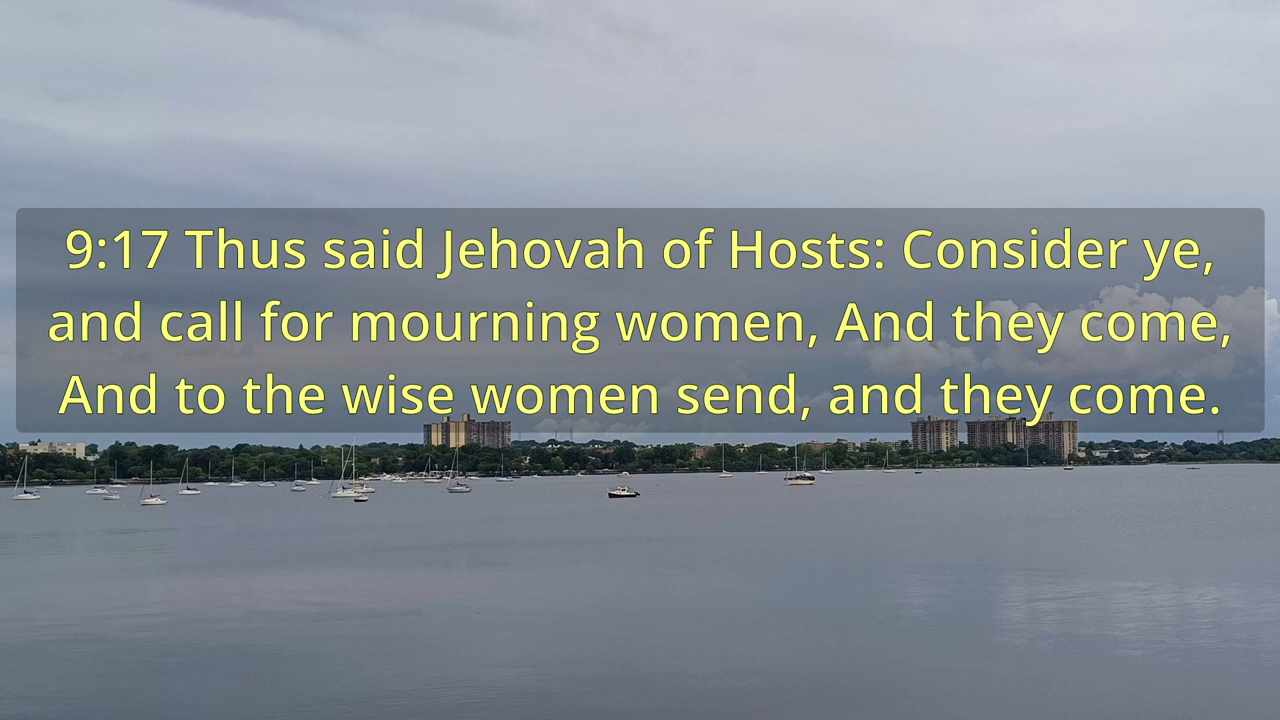 9:17 Thus said Jehovah of Hosts: Consider ye,
and call for mourning women, And they come,
And to the wise women send, and they come.